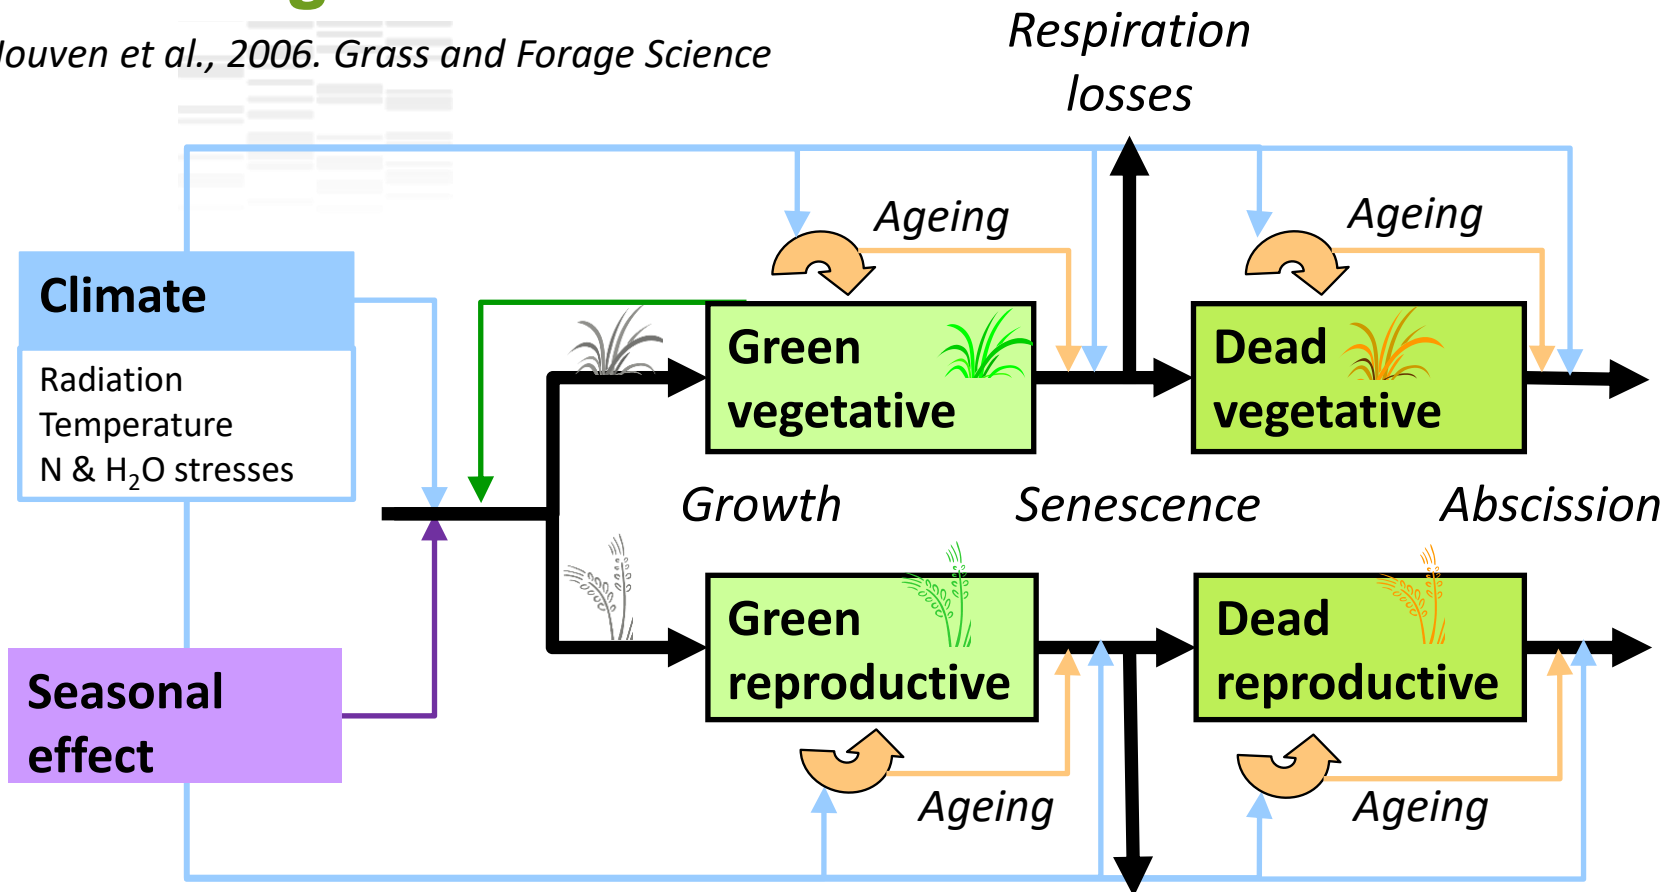 et al., 2006. Grass and Forage Science
Respiration
losses
Ageing
Ageing
Climate
Radiation
Temperature
N & H₂O stresses
Green
vegetative
Dead
vegetative
Growth
Senescence
Abscission
Green
reproductive
Dead
reproductive
Seasonal
effect
Ageing
Ageing